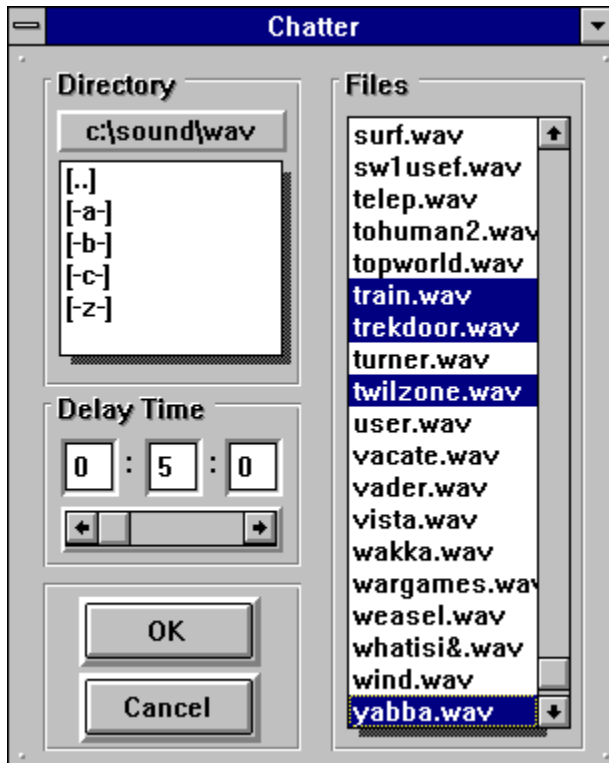 Chatter
Directory
c:\sound\wav
[..]
[-a-]
[-b-]
[-c-]
[-z-]
Delay Time
0 : 5 : 0
OK
Cancel
Files
surf.wav
sw1usef.wav
telep.wav
tohuman2.wav
topworld.wav
train.wav
trekdoor.wav
turner.wav
twilzone.wav
user.wav
vacate.wav
vader.wav
vista.wav
wakka.wav
wargames.wav
weasel.wav
whatisi&.wav
wind.wav
yabba.wav